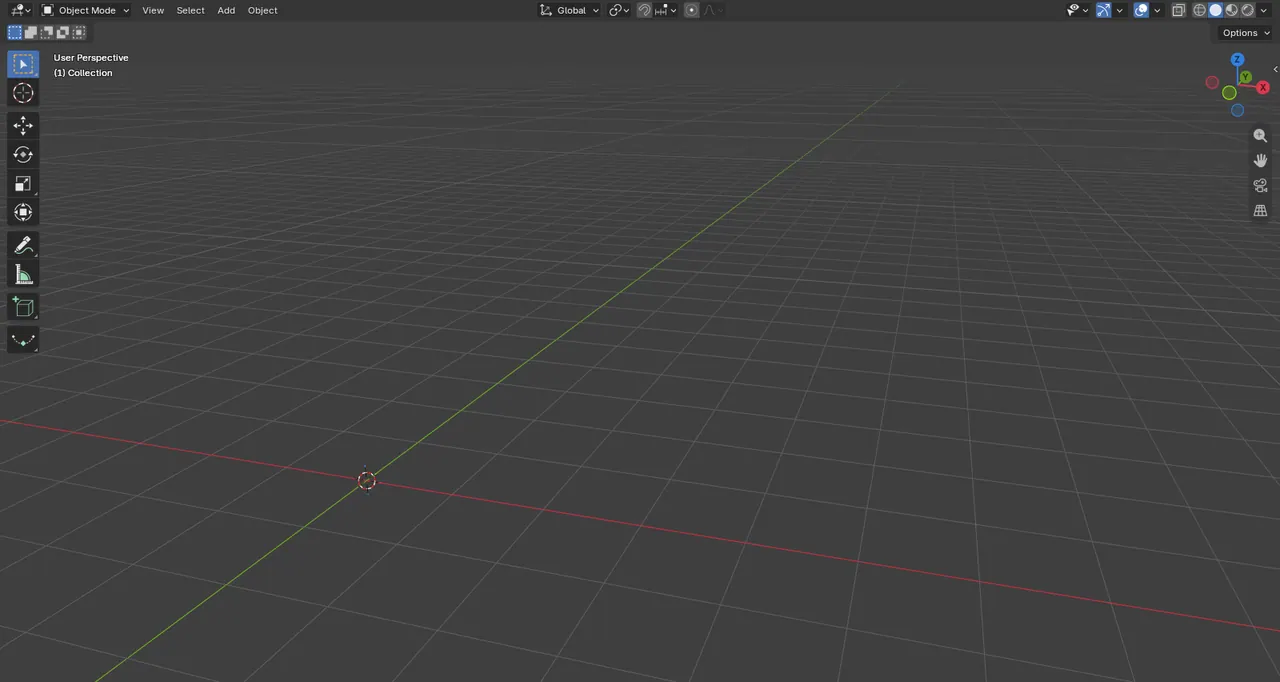 Object Mode View Select Add Object Global
Options
User Perspective
(1) Collection
Z
Y
X